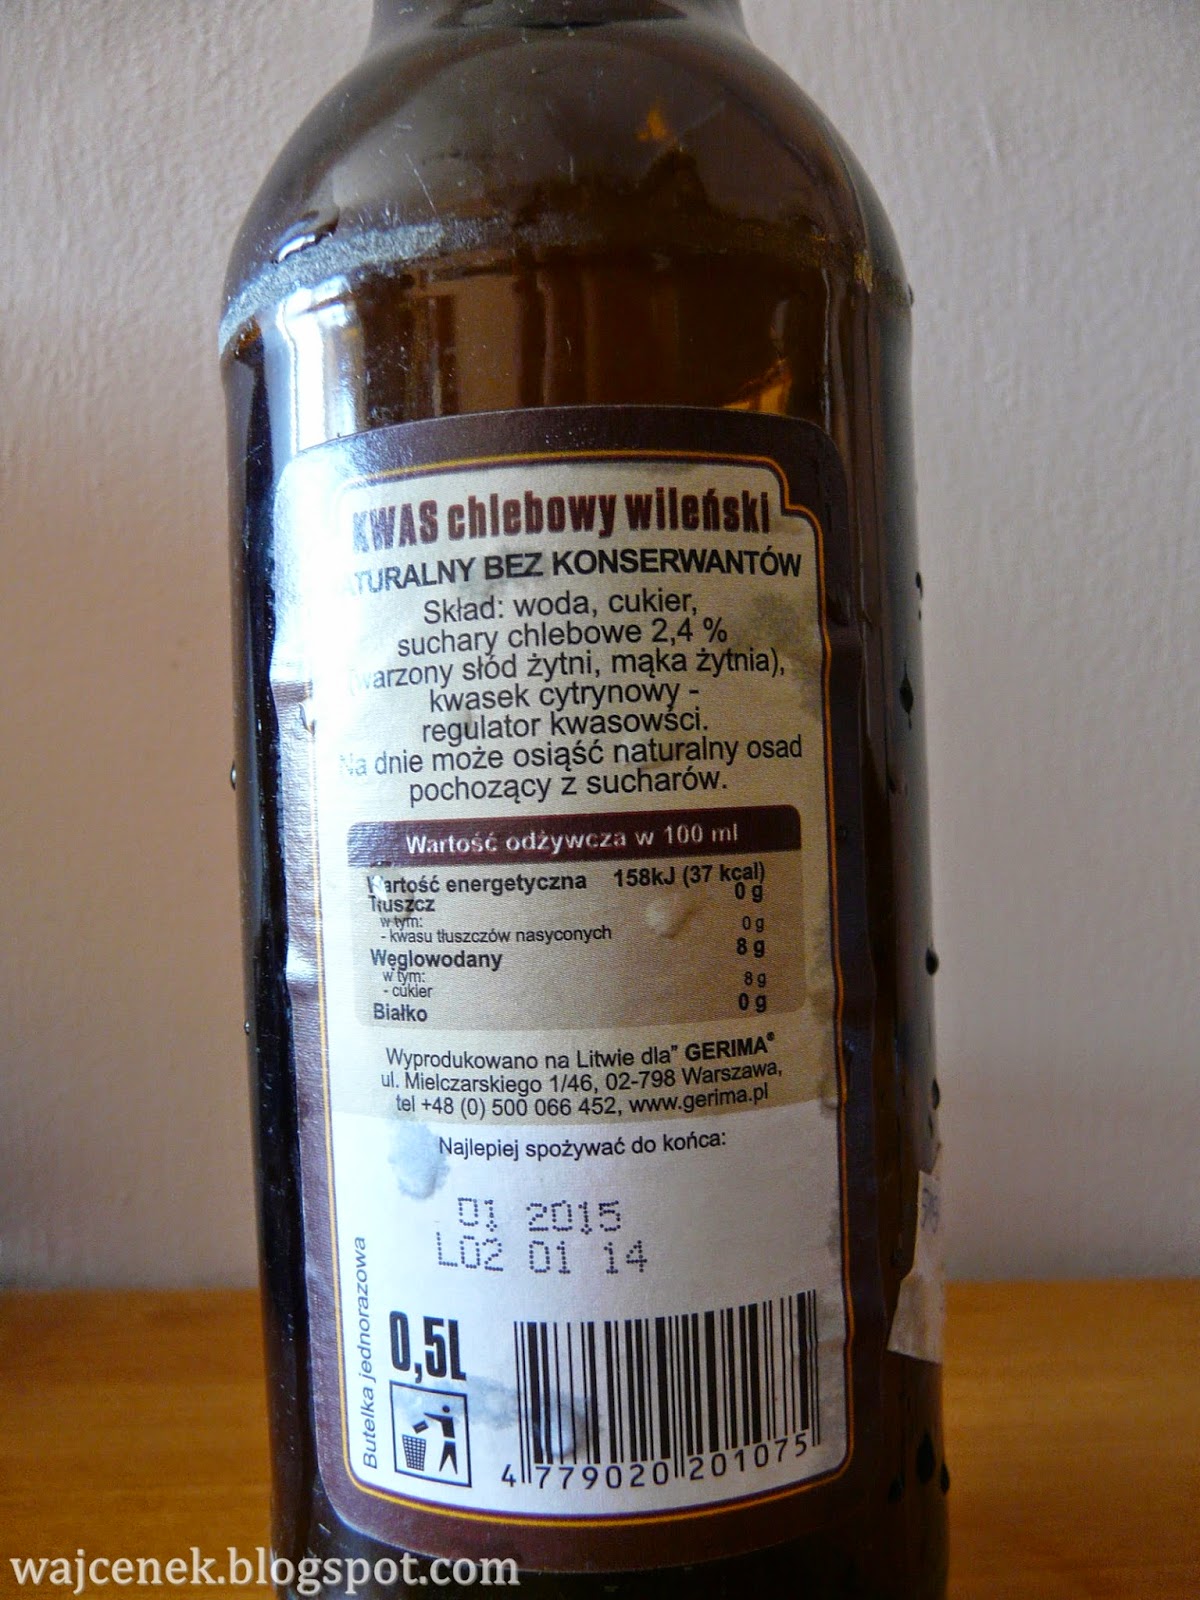 KWAS chlebowy wileński
NATURALNY BEZ KONSERWANTÓW
Skład: woda, cukier,
suchary chlebowe 2,4 %
(warzony słód żytni, mąka żytnia),
kwasek cytrynowy -
regulator kwasowści.
Na dnie może osiąść naturalny osad
pochozący z sucharów.
Wartość odżywcza w 100 ml
Wartość energetyczna 158kJ (37 kcal)
Tłuszcz 0 g
w tym:
- kwasu tłuszczów nasyconych 0 g
Węglowodany 8 g
w tym:
- cukier 8 g
Białko 0 g
Wyprodukowano na Litwie dla" GERIMA®
ul. Mielczarskiego 1/46, 02-798 Warszawa,
tel +48 (0) 500 066 452, www.gerima.pl
Najlepiej spożywać do końca:
01 2015
L02 01 14
Butelka jednorazowa
0,5L
4 779020 201075
wajcenek.blogspot.com